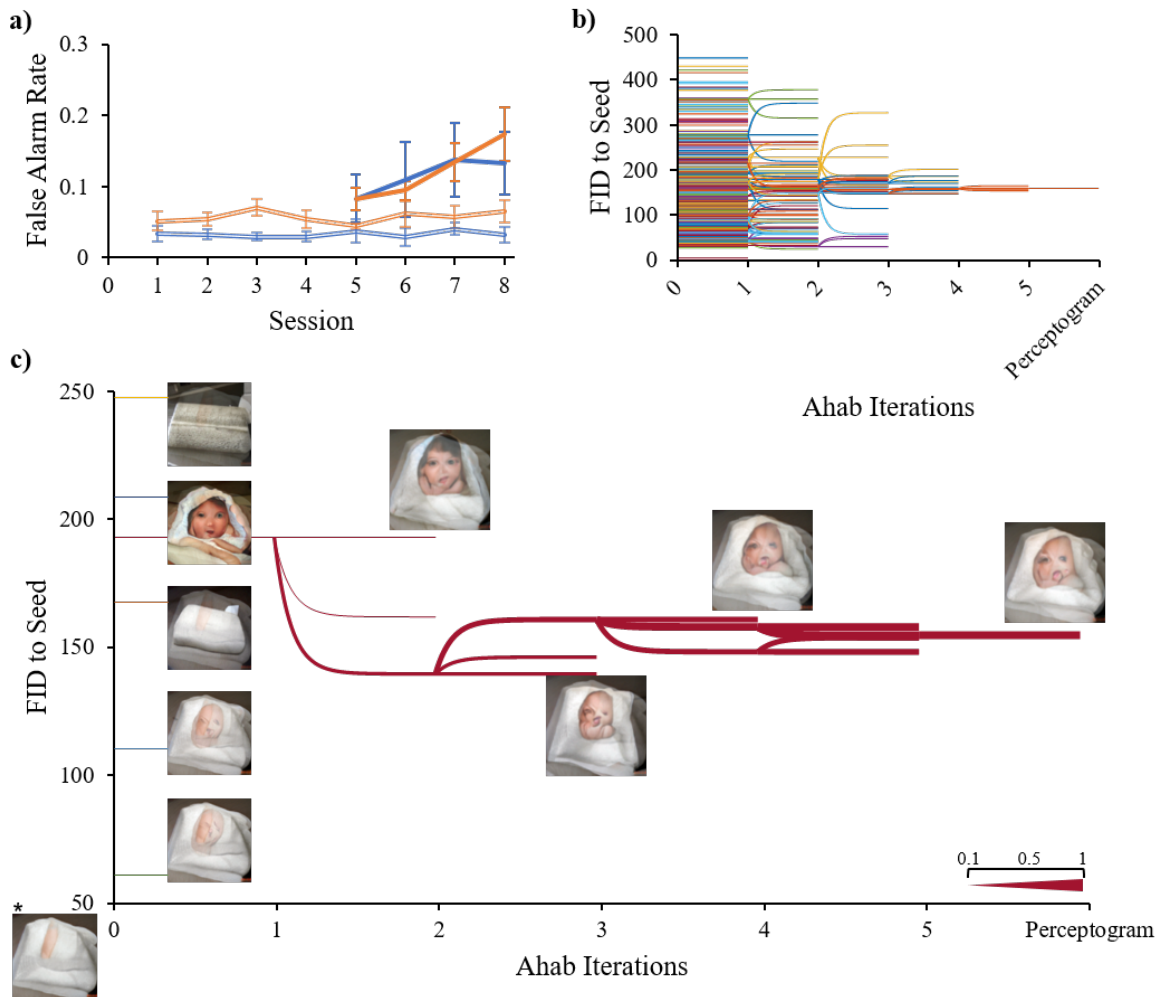 a)
False Alarm Rate
0.3
0.2
0.1
0
0 1 2 3 4 5 6 7 8
Session
b)
FID to Seed
500
400
300
200
100
0
0 1 2 3 4 5 Perceptogram
Ahab Iterations
c)
FID to Seed
250
200
150
100
50
*
0.1 0.5 1
0 1 2 3 4 5 Perceptogram
Ahab Iterations